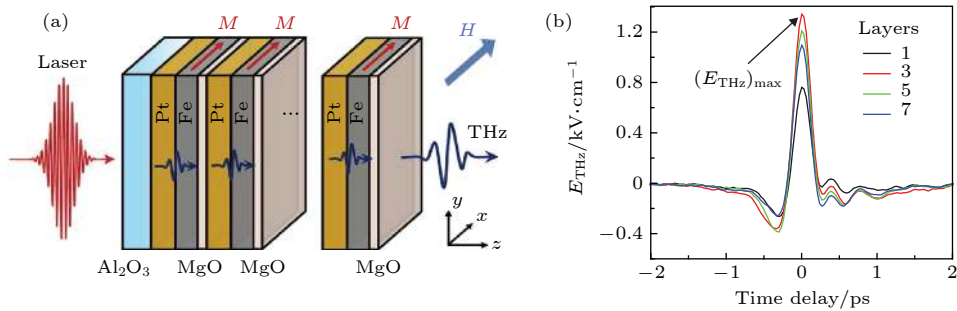 (a)
M
M
H
Laser
Pt
Fe
Pt
Fe
...
Pt
Fe
THz
y
x
z
Al₂O₃
MgO
MgO
MgO
(b)
1.2
0.8
0.4
0
−0.4
E_THz/kV·cm⁻¹
(E_THz)max
Layers
1
3
5
7
−2
−1
0
1
2
Time delay/ps